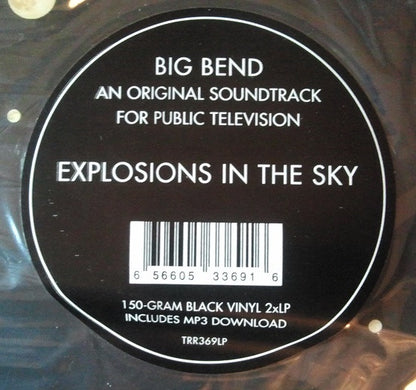 BIG BEND
AN ORIGINAL SOUNDTRACK
FOR PUBLIC TELEVISION
EXPLOSIONS IN THE SKY
6 56605 33691 6
150-GRAM BLACK VINYL 2xLP
INCLUDES MP3 DOWNLOAD
TRR369LP